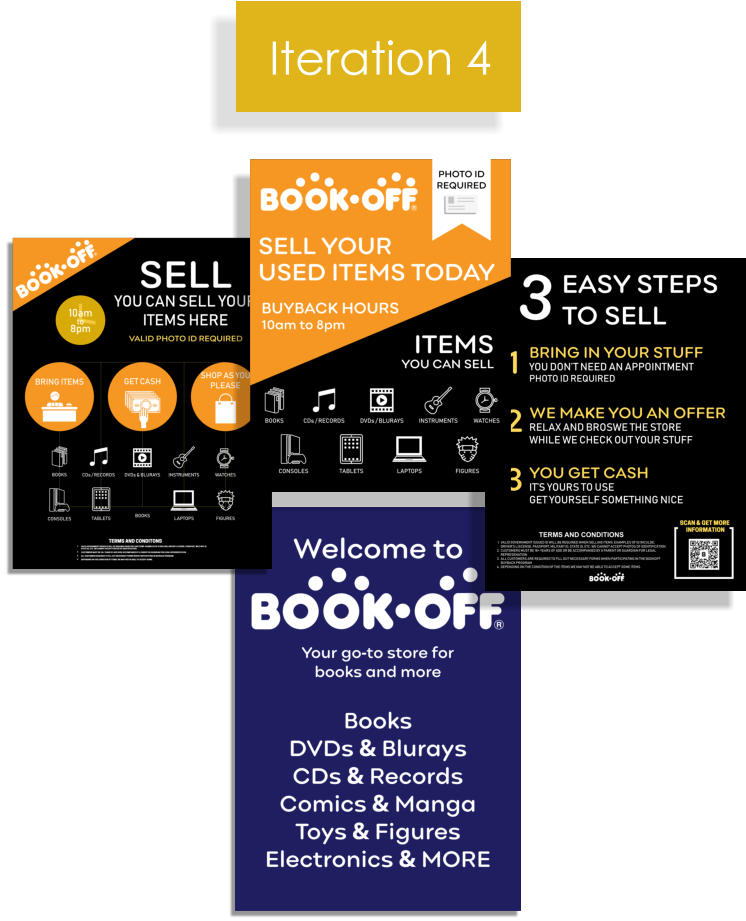 Iteration 4
BOOK•OFF
SELL
YOU CAN SELL YOUR
ITEMS HERE
10am
to
8pm
VALID PHOTO ID REQUIRED
BRING ITEMS
GET CASH
SHOP AS YOU
PLEASE
BOOKS
CDs/RECORDS
DVDs & BLURAYS
INSTRUMENTS
WATCHES
CONSOLES
TABLETS
BOOKS
LAPTOPS
FIGURES
TERMS AND CONDITIONS
BOOK•OFF®
PHOTO ID
REQUIRED
SELL YOUR
USED ITEMS TODAY
BUYBACK HOURS
10am to 8pm
ITEMS
YOU CAN SELL
BOOKS
CDs/RECORDS
DVDs/BLURAYS
INSTRUMENTS
WATCHES
CONSOLES
TABLETS
LAPTOPS
FIGURES
3 EASY STEPS
TO SELL
1 BRING IN YOUR STUFF
YOU DON'T NEED AN APPOINTMENT
PHOTO ID REQUIRED
2 WE MAKE YOU AN OFFER
RELAX AND BROSWE THE STORE
WHILE WE CHECK OUT YOUR STUFF
3 YOU GET CASH
IT'S YOURS TO USE
GET YOURSELF SOMETHING NICE
SCAN & GET MORE
INFORMATION
TERMS AND CONDITIONS
BOOK•OFF
Welcome to
BOOK•OFF®
Your go-to store for
books and more
Books
DVDs & Blurays
CDs & Records
Comics & Manga
Toys & Figures
Electronics & MORE